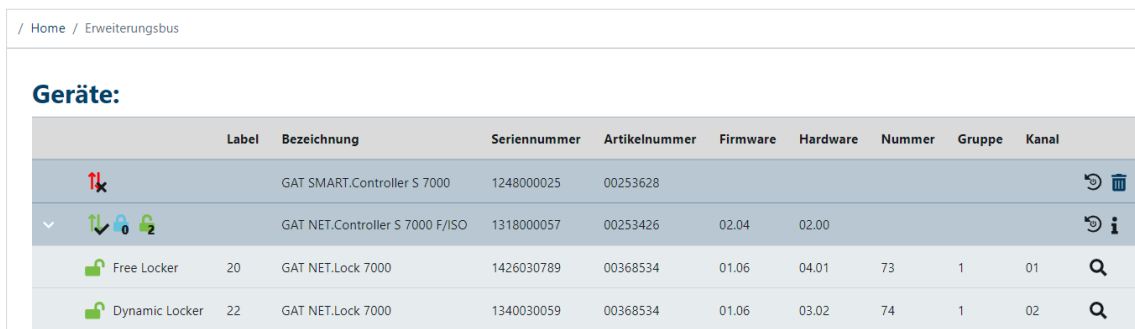 / Home / Erweiterungsbus
Geräte:
Label Bezeichnung Seriennummer Artikelnummer Firmware Hardware Nummer Gruppe Kanal
GAT SMART.Controller S 7000 1248000025 00253628
0 2 GAT NET.Controller S 7000 F/ISO 1318000057 00253426 02.04 02.00
Free Locker 20 GAT NET.Lock 7000 1426030789 00368534 01.06 04.01 73 1 01
Dynamic Locker 22 GAT NET.Lock 7000 1340030059 00368534 01.06 03.02 74 1 02